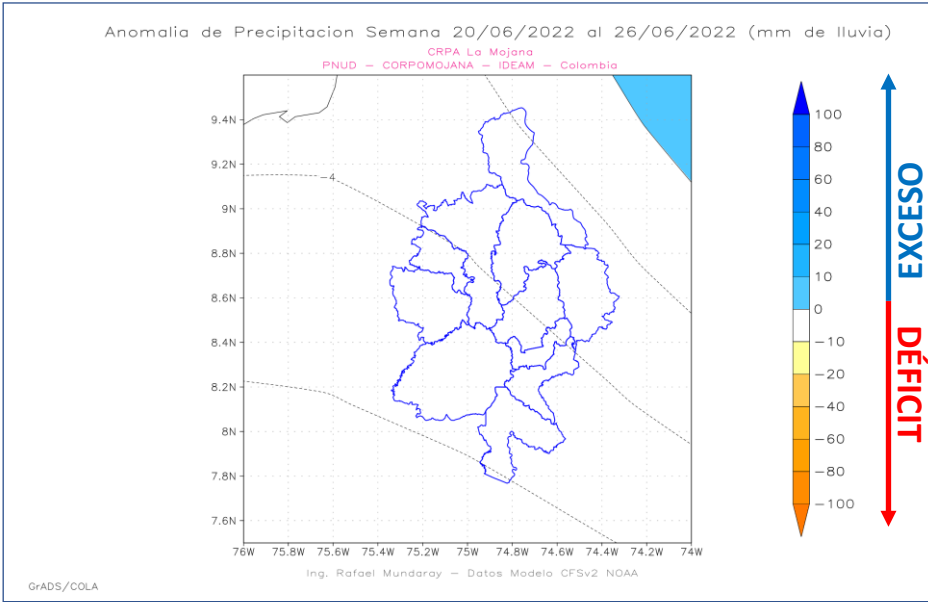 Anomalia de Precipitacion Semana 20/06/2022 al 26/06/2022 (mm de lluvia)
CRPA La Mojana
PNUD – CORPOMOJANA – IDEAM – Colombia
9.4N
9.2N
9N
8.8N
8.6N
8.4N
8.2N
8N
7.8N
7.6N
-4
76W 75.8W 75.6W 75.4W 75.2W 75W 74.8W 74.6W 74.4W 74.2W 74W
100
80
60
40
20
10
0
-10
-20
-40
-60
-80
-100
EXCESO
DÉFICIT
Ing. Rafael Mundaray – Datos Modelo CFSv2 NOAA
GrADS/COLA